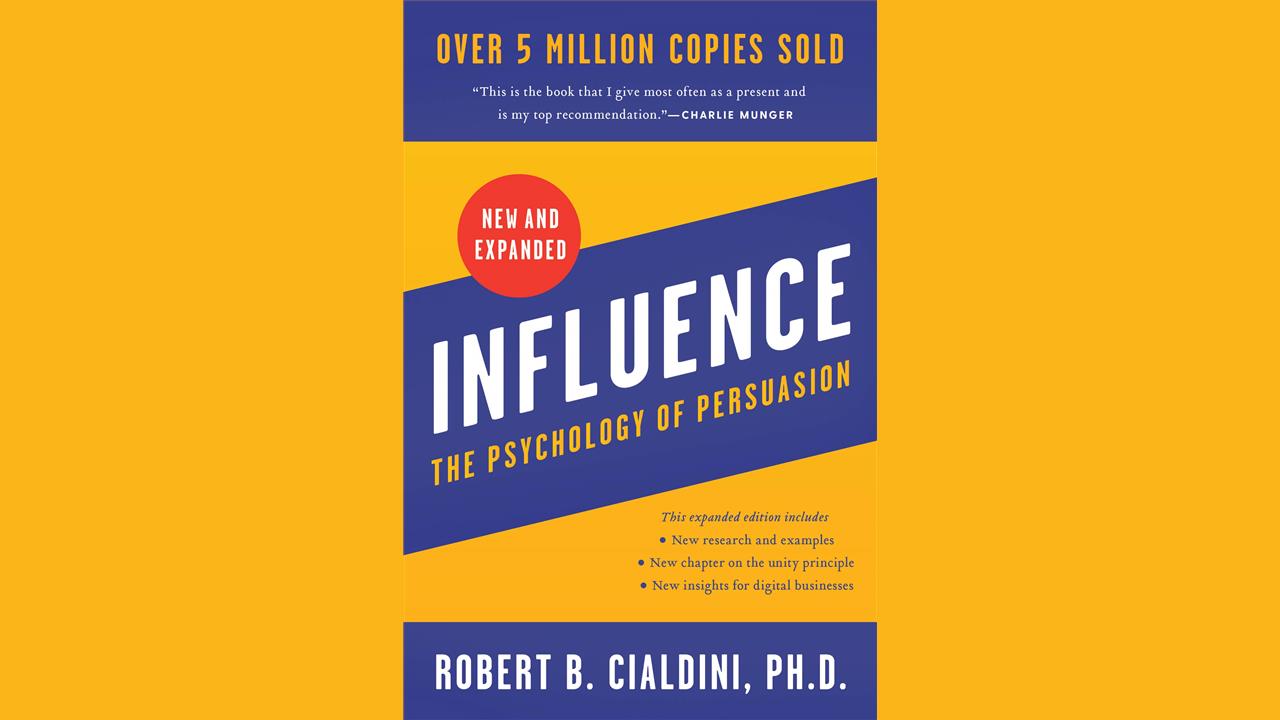 OVER 5 MILLION COPIES SOLD
“This is the book that I give most often as a present and
is my top recommendation.”—CHARLIE MUNGER
NEW AND
EXPANDED
INFLUENCE
THE PSYCHOLOGY OF PERSUASION
This expanded edition includes
• New research and examples
• New chapter on the unity principle
• New insights for digital businesses
ROBERT B. CIALDINI, PH.D.